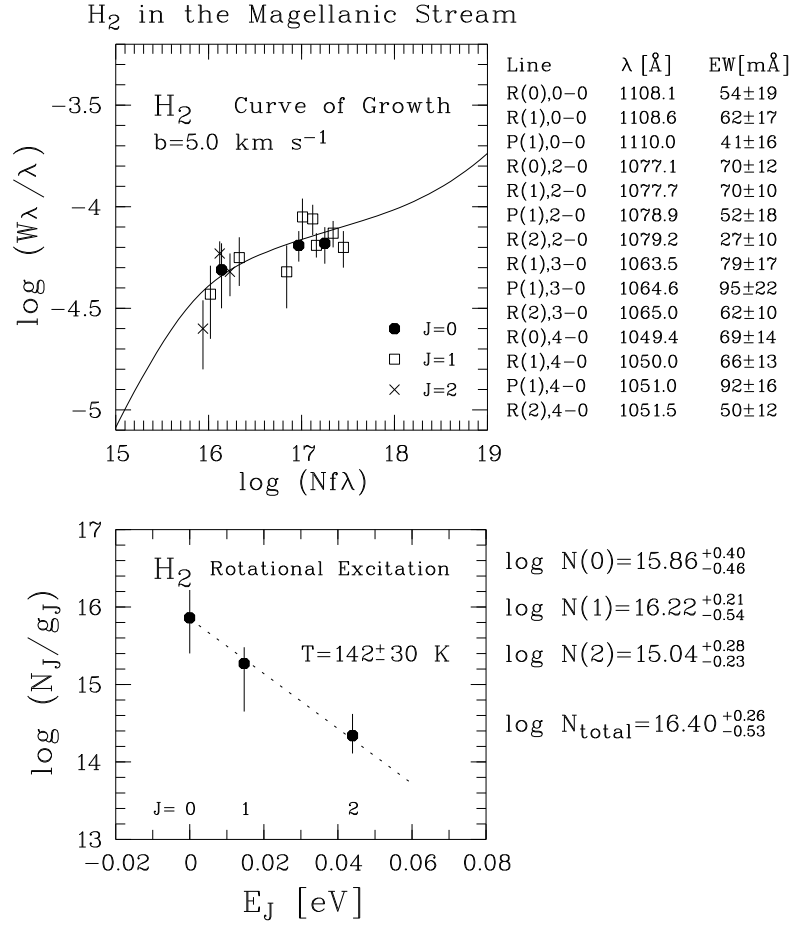 H2 in the Magellanic Stream
H2 Curve of Growth
b=5.0 km s−1
log (Wλ/λ)
−3.5
−4
−4.5
−5
J=0
J=1
J=2
15 16 17 18 19
log (Nfλ)
Line λ [Å] EW[mÅ]
R(0),0−0 1108.1 54±19
R(1),0−0 1108.6 62±17
P(1),0−0 1110.0 41±16
R(0),2−0 1077.1 70±12
R(1),2−0 1077.7 70±10
P(1),2−0 1078.9 52±18
R(2),2−0 1079.2 27±10
R(1),3−0 1063.5 79±17
P(1),3−0 1064.6 95±22
R(2),3−0 1065.0 62±10
R(0),4−0 1049.4 69±14
R(1),4−0 1050.0 66±13
P(1),4−0 1051.0 92±16
R(2),4−0 1051.5 50±12
H2 Rotational Excitation
T=142±30 K
log (NJ/gJ)
17
16
15
14
13
J= 0 1 2
−0.02 0 0.02 0.04 0.06 0.08
EJ [eV]
log N(0)=15.86 +0.40 −0.46
log N(1)=16.22 +0.21 −0.54
log N(2)=15.04 +0.28 −0.23
log Ntotal=16.40 +0.26 −0.53